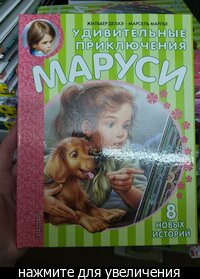 ЖИЛЬБЕР ДЕЛАЭ - МАРСЕЛЬ МАРЛЬЕ
УДИВИТЕЛЬНЫЕ
ПРИКЛЮЧЕНИЯ
МАРУСИ
8
НОВЫХ
ИСТОРИЙ
нажмите для увеличения